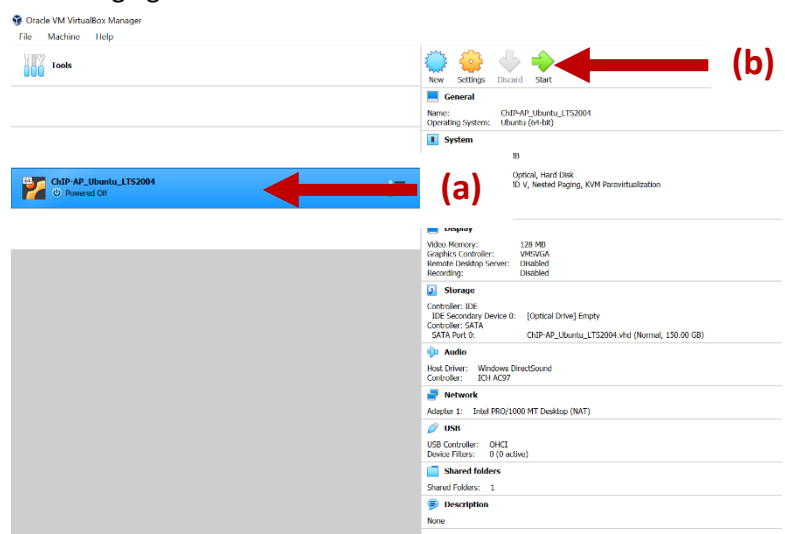 Oracle VM VirtualBox Manager
File Machine Help
Tools
New Settings Discard Start
(b)
General
Name: ChIP-AP_Ubuntu_LTS2004
Operating System: Ubuntu (64-bit)
System
Optical, Hard Disk
V, Nested Paging, KVM Paravirtualization
64
ChIP-AP_Ubuntu_LTS2004
Powered Off
(a)
Display
Video Memory: 128 MB
Graphics Controller: VMSVGA
Remote Desktop Server: Disabled
Recording: Disabled
Storage
Controller: IDE
IDE Secondary Device 0: [Optical Drive] Empty
Controller: SATA
SATA Port 0: ChIP-AP_Ubuntu_LTS2004.vhd (Normal, 150.00 GB)
Audio
Host Driver: Windows DirectSound
Controller: ICH AC97
Network
Adapter 1: Intel PRO/1000 MT Desktop (NAT)
USB
USB Controller: OHCI
Device Filters: 0 (0 active)
Shared folders
Shared Folders: 1
Description
None